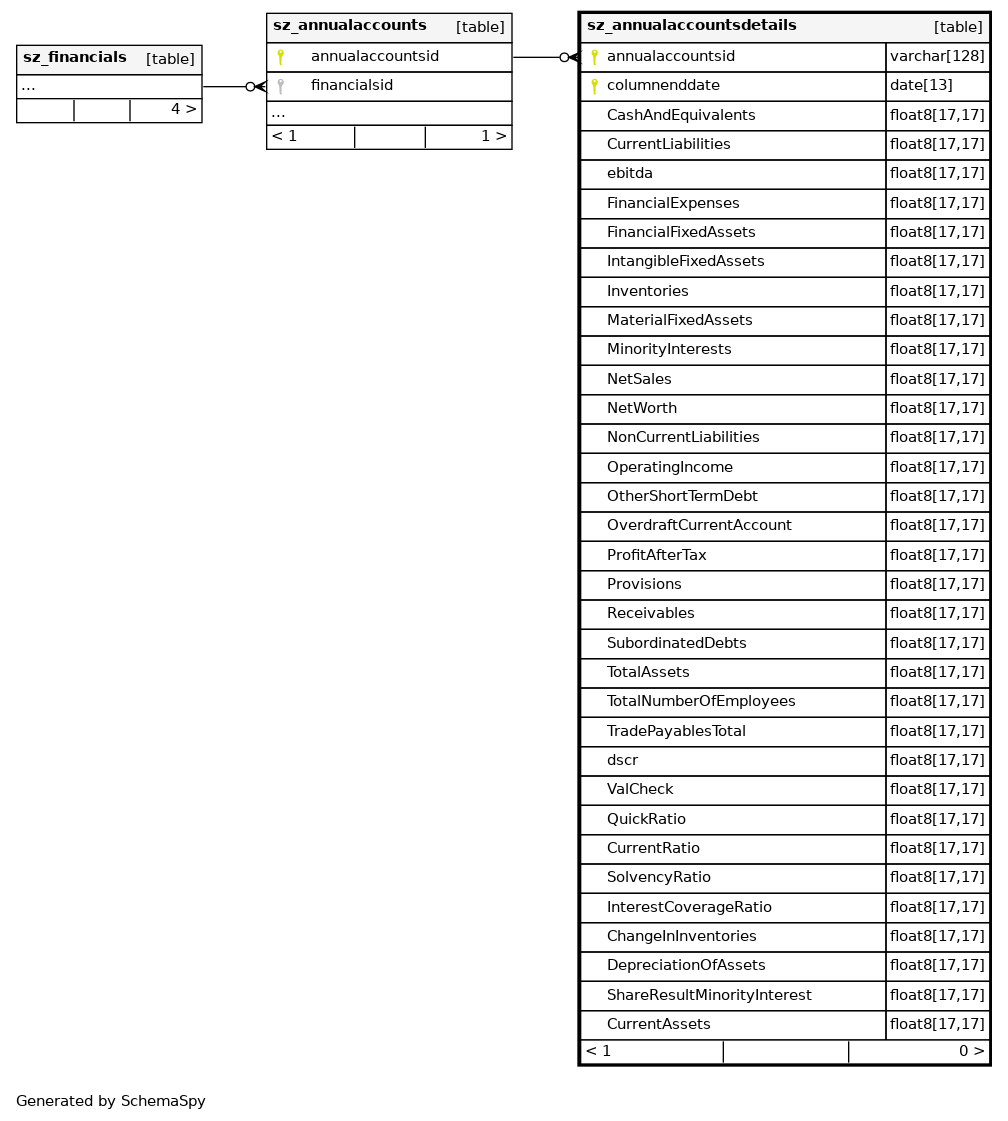 sz_financials [table]
...
4 >
sz_annualaccounts [table]
annualaccountsid
financialsid
...
< 1 1 >
sz_annualaccountsdetails [table]
annualaccountsid varchar[128]
columnenddate date[13]
CashAndEquivalents float8[17,17]
CurrentLiabilities float8[17,17]
ebitda float8[17,17]
FinancialExpenses float8[17,17]
FinancialFixedAssets float8[17,17]
IntangibleFixedAssets float8[17,17]
Inventories float8[17,17]
MaterialFixedAssets float8[17,17]
MinorityInterests float8[17,17]
NetSales float8[17,17]
NetWorth float8[17,17]
NonCurrentLiabilities float8[17,17]
OperatingIncome float8[17,17]
OtherShortTermDebt float8[17,17]
OverdraftCurrentAccount float8[17,17]
ProfitAfterTax float8[17,17]
Provisions float8[17,17]
Receivables float8[17,17]
SubordinatedDebts float8[17,17]
TotalAssets float8[17,17]
TotalNumberOfEmployees float8[17,17]
TradePayablesTotal float8[17,17]
dscr float8[17,17]
ValCheck float8[17,17]
QuickRatio float8[17,17]
CurrentRatio float8[17,17]
SolvencyRatio float8[17,17]
InterestCoverageRatio float8[17,17]
ChangeInInventories float8[17,17]
DepreciationOfAssets float8[17,17]
ShareResultMinorityInterest float8[17,17]
CurrentAssets float8[17,17]
< 1 0 >
Generated by SchemaSpy